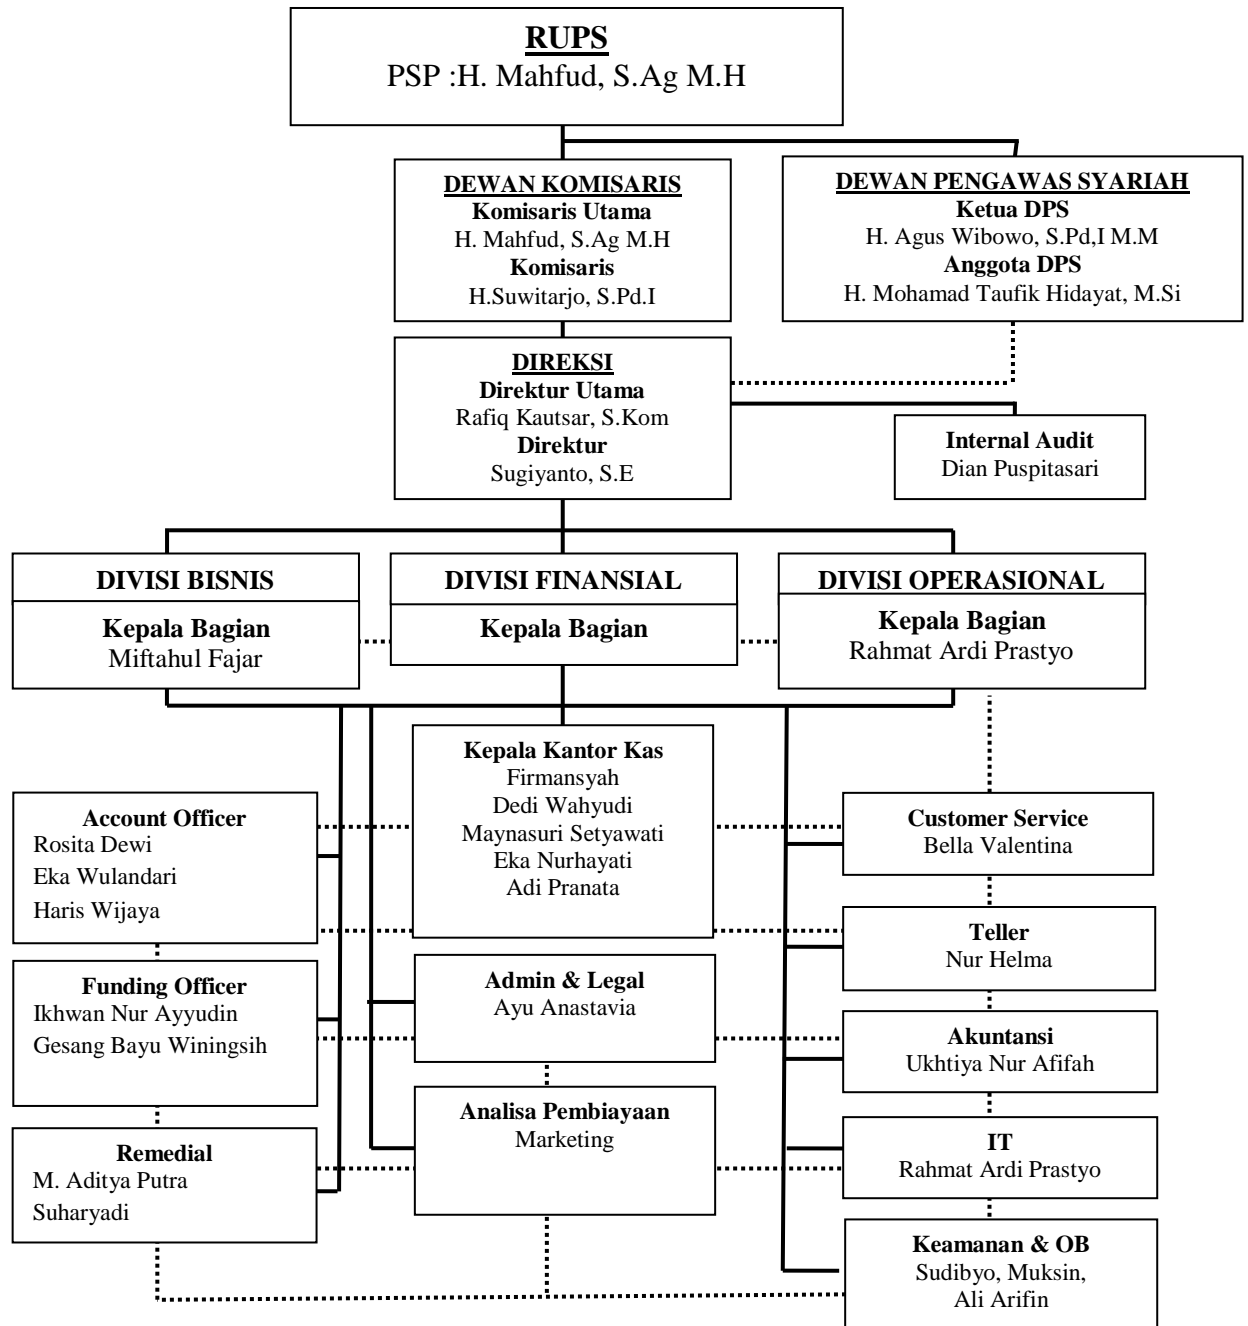 RUPS
PSP :H. Mahfud, S.Ag M.H
DEWAN KOMISARIS
Komisaris Utama
H. Mahfud, S.Ag M.H
Komisaris
H.Suwitarjo, S.Pd.I
DEWAN PENGAWAS SYARIAH
Ketua DPS
H. Agus Wibowo, S.Pd,I M.M
Anggota DPS
H. Mohamad Taufik Hidayat, M.Si
DIREKSI
Direktur Utama
Rafiq Kautsar, S.Kom
Direktur
Sugiyanto, S.E
Internal Audit
Dian Puspitasari
DIVISI BISNIS
Kepala Bagian
Miftahul Fajar
DIVISI FINANSIAL
Kepala Bagian
DIVISI OPERASIONAL
Kepala Bagian
Rahmat Ardi Prastyo
Kepala Kantor Kas
Firmansyah
Dedi Wahyudi
Maynasuri Setyawati
Eka Nurhayati
Adi Pranata
Account Officer
Rosita Dewi
Eka Wulandari
Haris Wijaya
Customer Service
Bella Valentina
Teller
Nur Helma
Funding Officer
Ikhwan Nur Ayyudin
Gesang Bayu Winingsih
Admin & Legal
Ayu Anastavia
Akuntansi
Ukhtiya Nur Afifah
Analisa Pembiayaan
Marketing
Remedial
M. Aditya Putra
Suharyadi
IT
Rahmat Ardi Prastyo
Keamanan & OB
Sudibyo, Muksin,
Ali Arifin